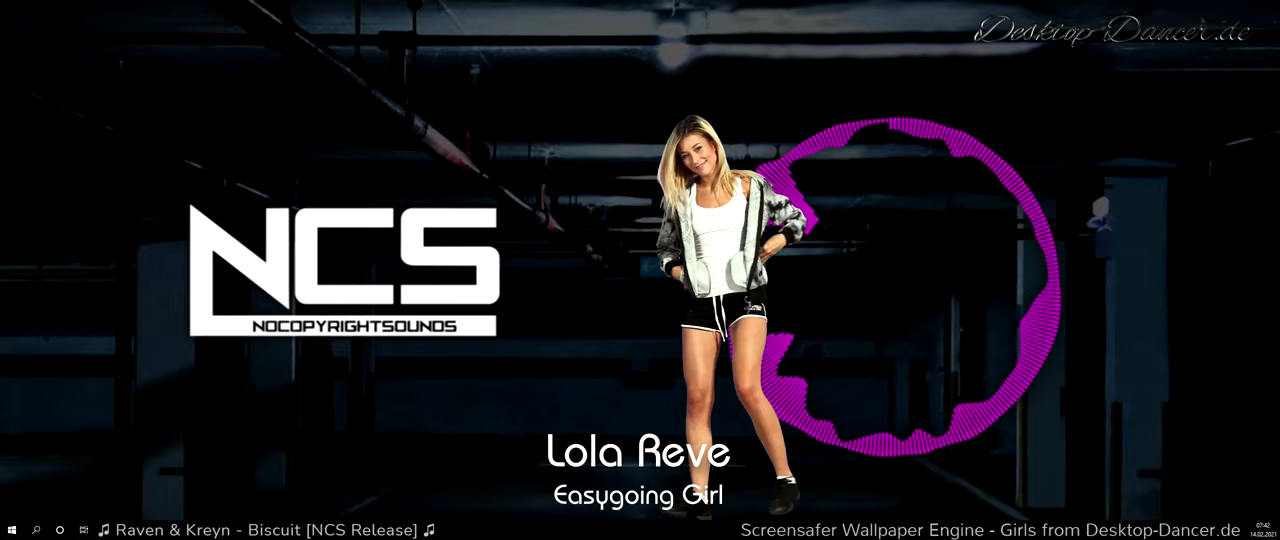 Desktop-Dancer.de
NCS
NOCOPYRIGHTSOUNDS
Lola Reve
Easygoing Girl
♫ Raven & Kreyn - Biscuit [NCS Release] ♫
Screensafer Wallpaper Engine - Girls from Desktop-Dancer.de
07:42
14.02.2021